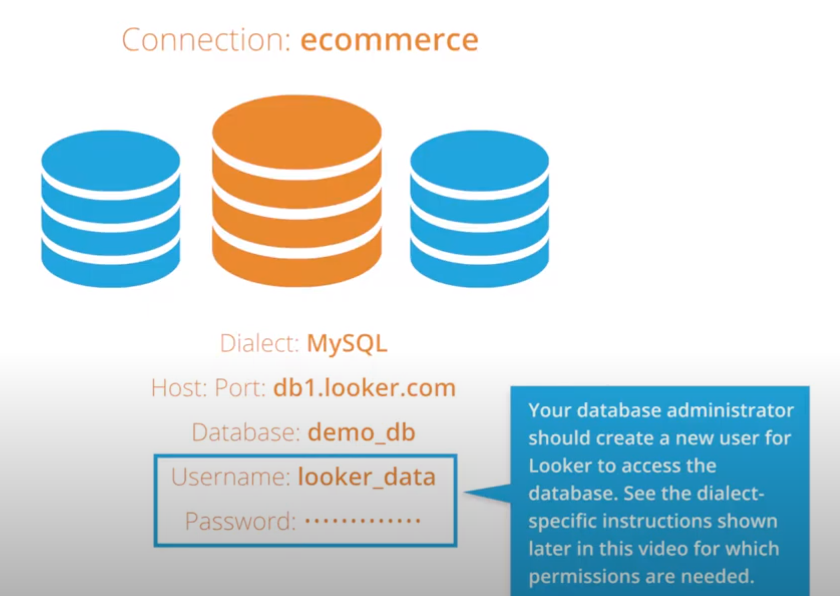 Connection: ecommerce
Dialect: MySQL
Host: Port: db1.looker.com
Database: demo_db
Username: looker_data
Password: •••••••••••••
Your database administrator
should create a new user for
Looker to access the
database. See the dialect-
specific instructions shown
later in this video for which
permissions are needed.